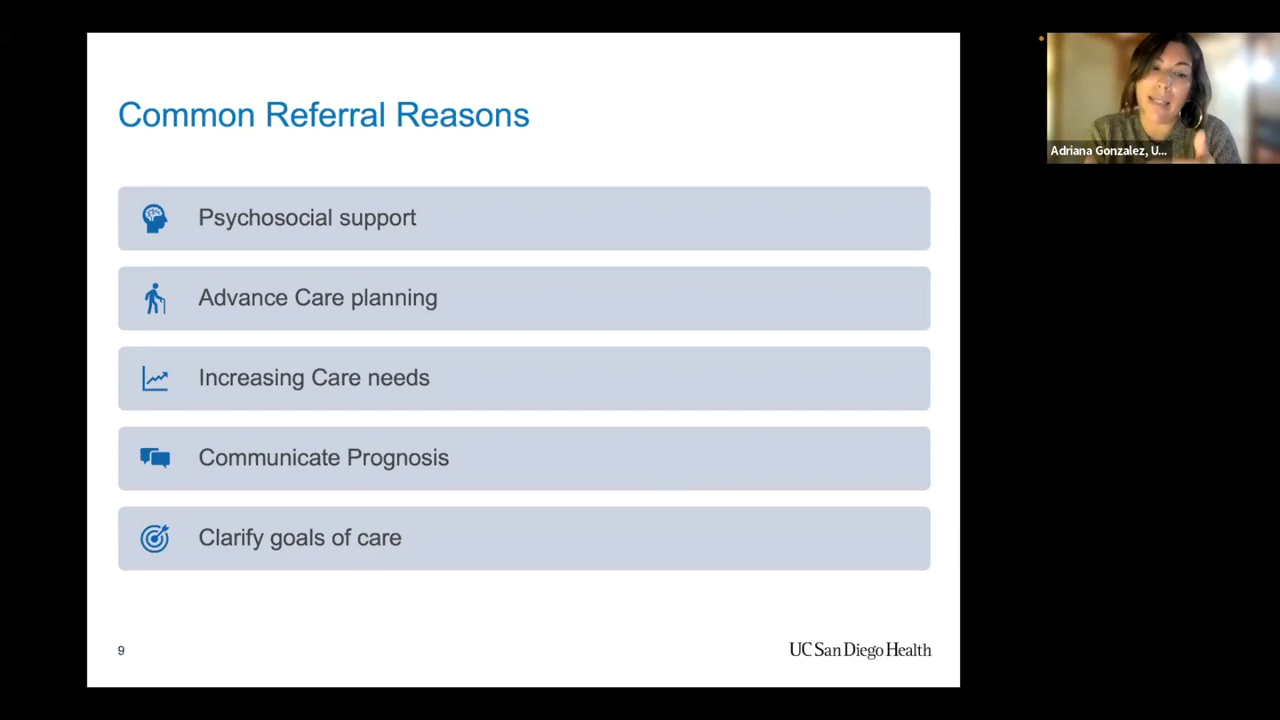 Common Referral Reasons
Psychosocial support
Advance Care planning
Increasing Care needs
Communicate Prognosis
Clarify goals of care
9
UC San Diego Health
Adriana Gonzalez, U...